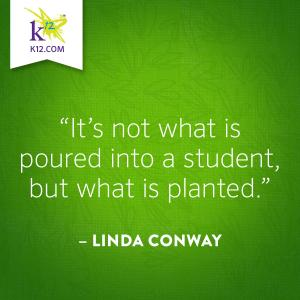 k12
K12.COM
“It’s not what is
poured into a student,
but what is planted.”
– LINDA CONWAY